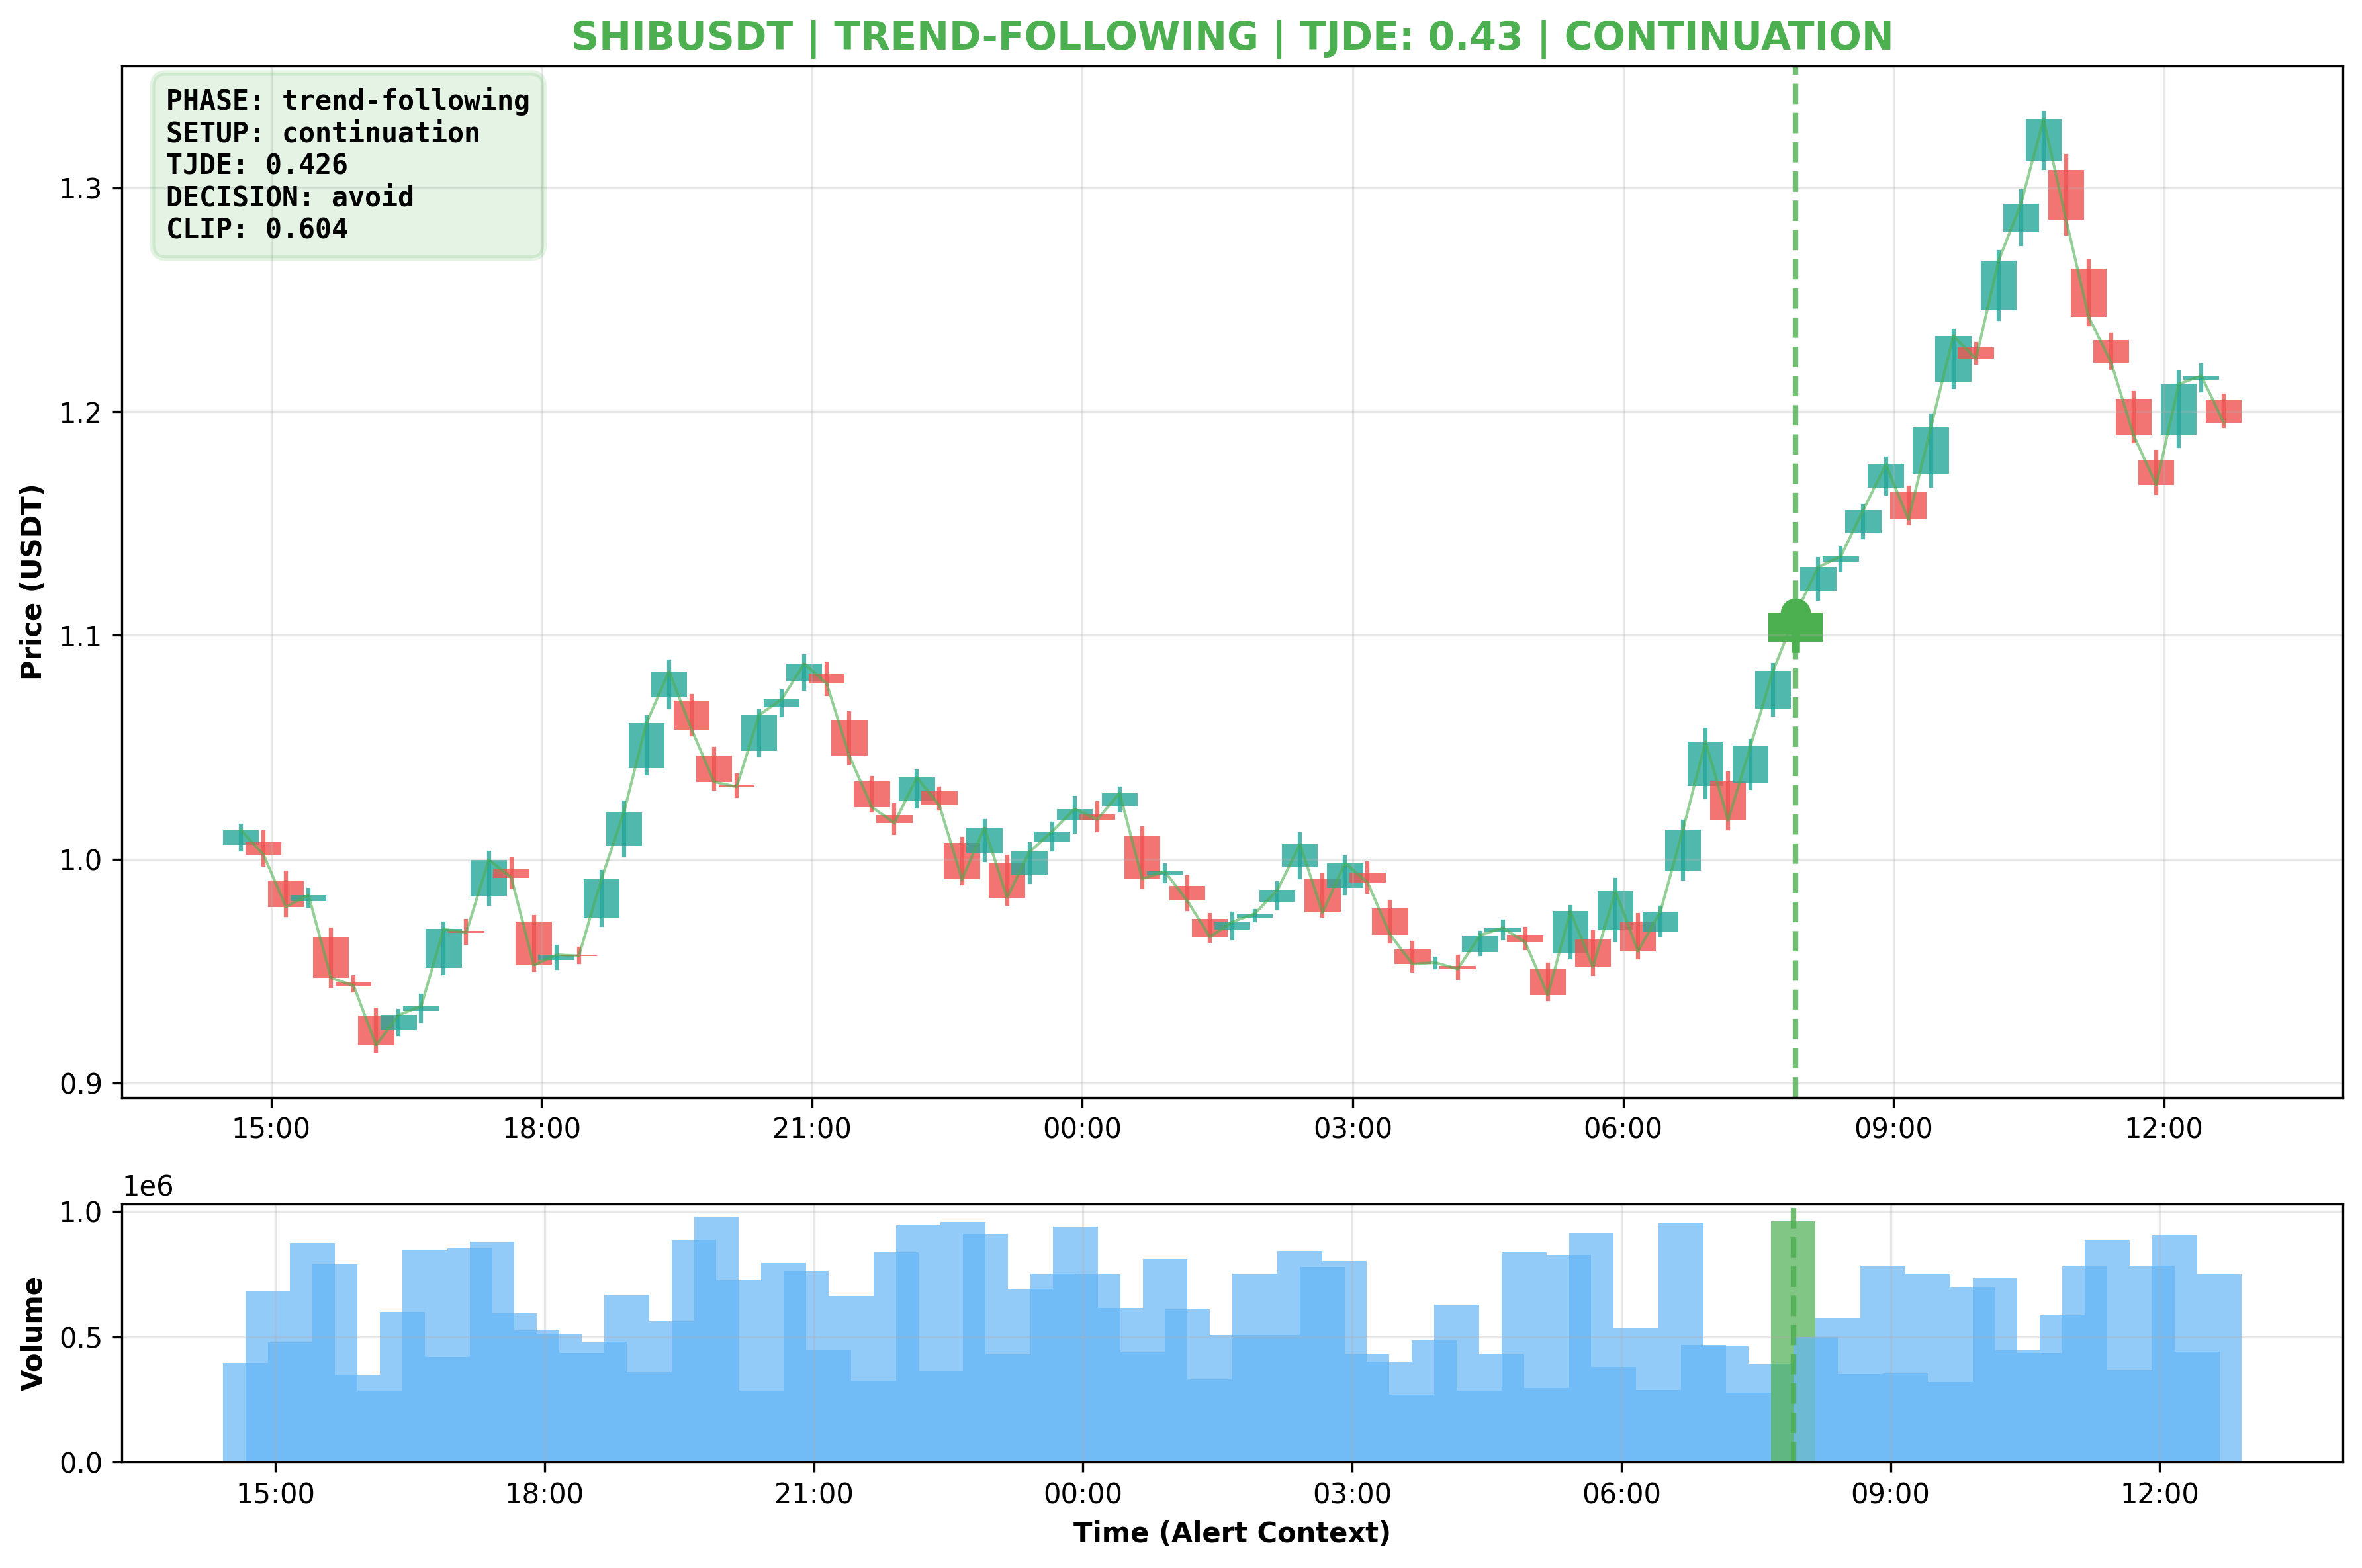 SHIBUSDT | TREND-FOLLOWING | TJDE: 0.43 | CONTINUATION
PHASE: trend-following
SETUP: continuation
TJDE: 0.426
DECISION: avoid
CLIP: 0.604
Price (USDT)
1.3
1.2
1.1
1.0
0.9
15:00 18:00 21:00 00:00 03:00 06:00 09:00 12:00
1e6
Volume
1.0
0.5
0.0
15:00 18:00 21:00 00:00 03:00 06:00 09:00 12:00
Time (Alert Context)